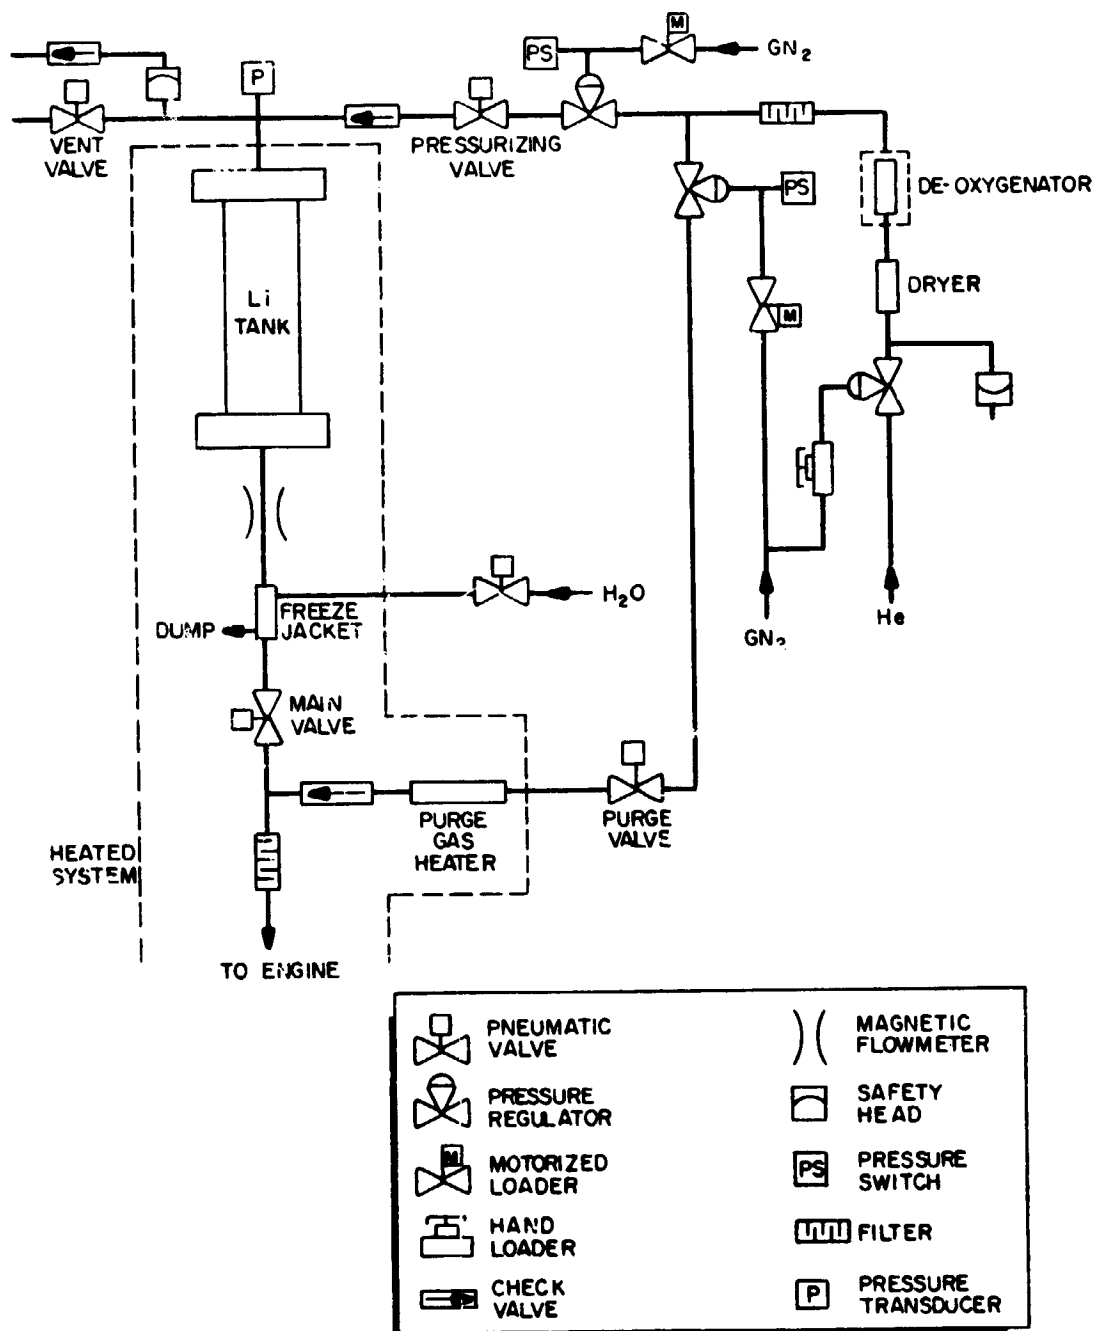 M
PS
GN2
P
VENT
VALVE
PRESSURIZING
VALVE
PS
DE-OXYGENATOR
Li
TANK
DRYER
M
H2O
FREEZE
JACKET
DUMP
GN2
He
MAIN
VALVE
PURGE
GAS
HEATER
PURGE
VALVE
HEATED
SYSTEM
TO ENGINE
PNEUMATIC
VALVE
MAGNETIC
FLOWMETER
PRESSURE
REGULATOR
SAFETY
HEAD
M
MOTORIZED
LOADER
PS
PRESSURE
SWITCH
HAND
LOADER
FILTER
CHECK
VALVE
P
PRESSURE
TRANSDUCER